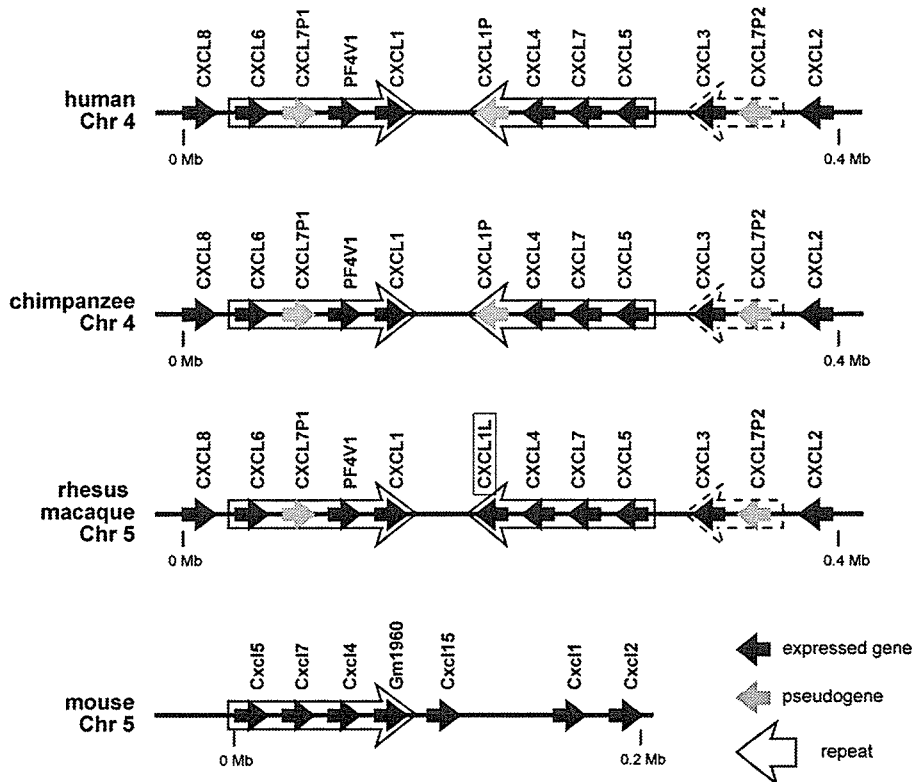 CXCL8 CXCL6 CXCL7P1 PF4V1 CXCL1 CXCL1P CXCL4 CXCL7 CXCL5 CXCL3 CXCL7P2 CXCL2
human
Chr 4
0 Mb 0.4 Mb
CXCL8 CXCL6 CXCL7P1 PF4V1 CXCL1 CXCL1P CXCL4 CXCL7 CXCL5 CXCL3 CXCL7P2 CXCL2
chimpanzee
Chr 4
0 Mb 0.4 Mb
CXCL8 CXCL6 CXCL7P1 PF4V1 CXCL1 CXCL1L CXCL4 CXCL7 CXCL5 CXCL3 CXCL7P2 CXCL2
rhesus
macaque
Chr 5
0 Mb 0.4 Mb
Cxcl5 Cxcl7 Cxcl4 Gm1960 Cxcl15 Cxcl1 Cxcl2
mouse
Chr 5
0 Mb 0.2 Mb
expressed gene
pseudogene
repeat